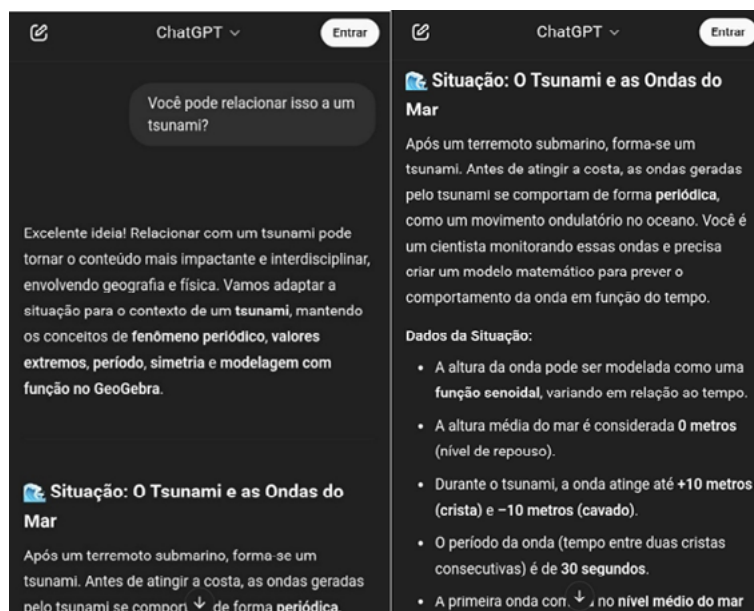 ChatGPT
Entrar
Você pode relacionar isso a um
tsunami?
Excelente ideia! Relacionar com um tsunami pode
tornar o conteúdo mais impactante e interdisciplinar,
envolvendo geografia e física. Vamos adaptar a
situação para o contexto de um tsunami, mantendo
os conceitos de fenômeno periódico, valores
extremos, período, simetria e modelagem com
função no GeoGebra.
Situação: O Tsunami e as Ondas do
Mar
Após um terremoto submarino, forma-se um
tsunami. Antes de atingir a costa, as ondas geradas
pelo tsunami se comport de forma periódica,
ChatGPT
Entrar
Situação: O Tsunami e as Ondas do
Mar
Após um terremoto submarino, forma-se um
tsunami. Antes de atingir a costa, as ondas geradas
pelo tsunami se comportam de forma periódica,
como um movimento ondulatório no oceano. Você é
um cientista monitorando essas ondas e precisa
criar um modelo matemático para prever o
comportamento da onda em função do tempo.
Dados da Situação:
• A altura da onda pode ser modelada como uma
função senoidal, variando em relação ao tempo.
• A altura média do mar é considerada 0 metros
(nível de repouso).
• Durante o tsunami, a onda atinge até +10 metros
(crista) e −10 metros (cavado).
• O período da onda (tempo entre duas cristas
consecutivas) é de 30 segundos.
• A primeira onda com no nível médio do mar